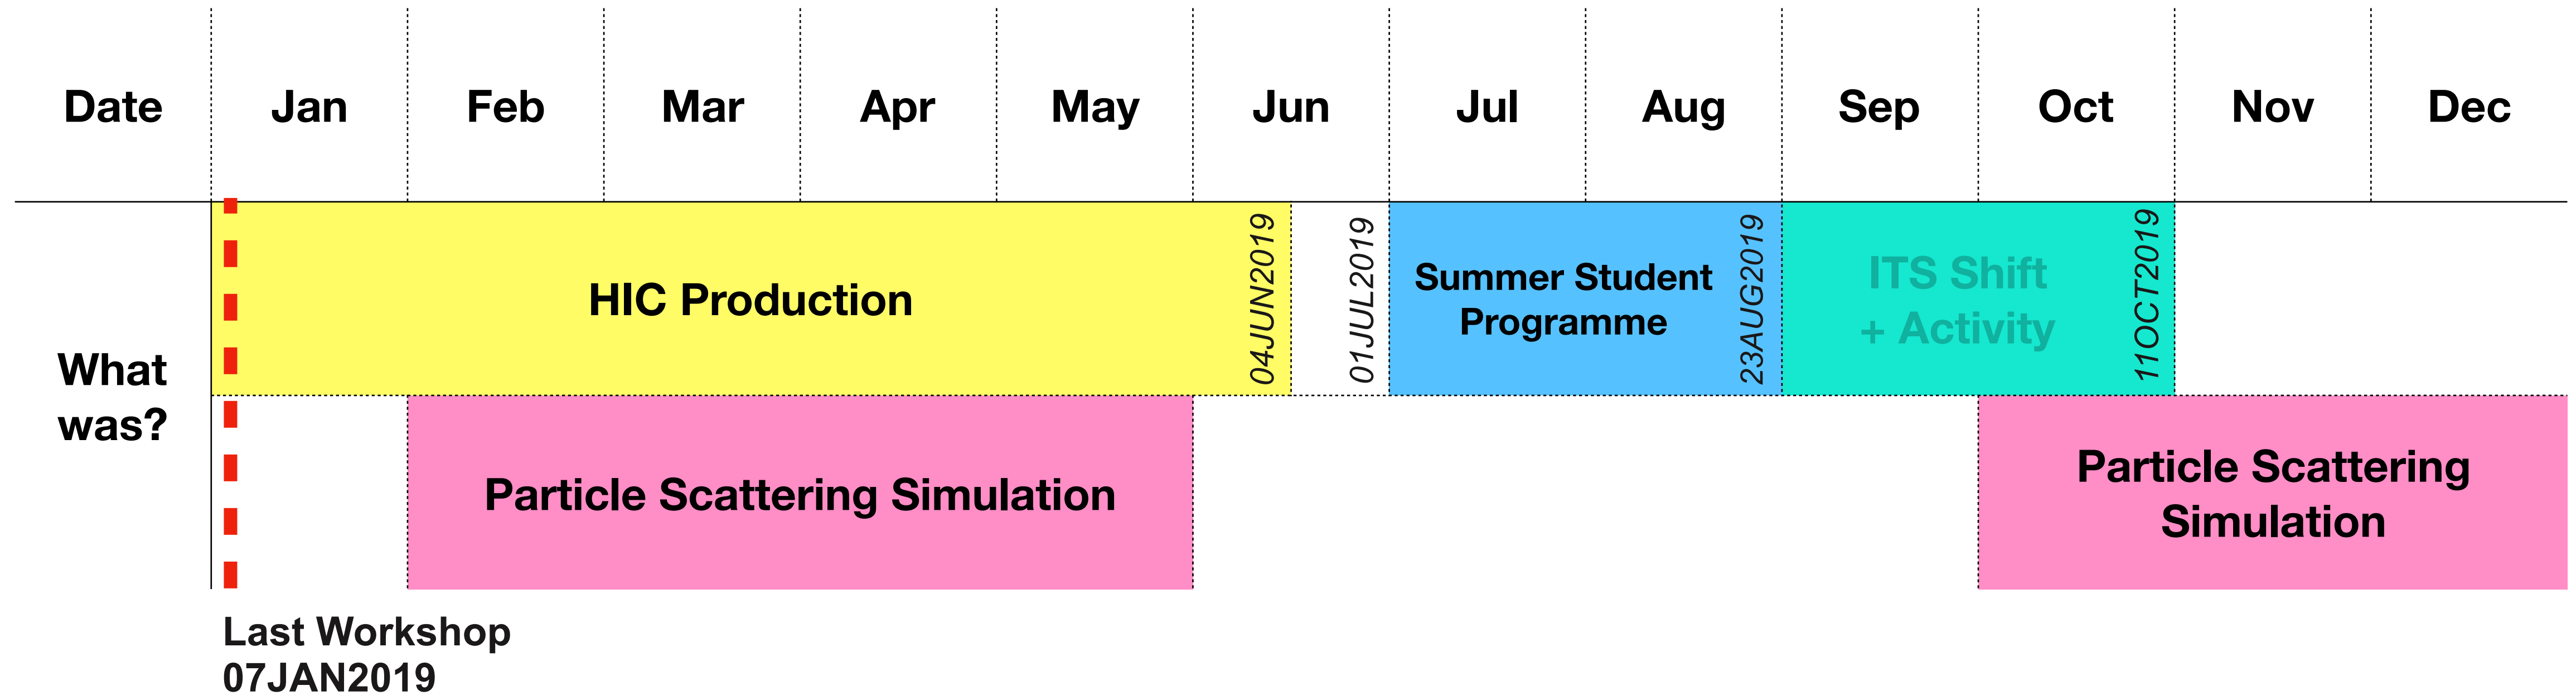 Date Jan Feb Mar Apr May Jun Jul Aug Sep Oct Nov Dec
What
was?
HIC Production
04JUN2019
01JUL2019
Summer Student
Programme
23AUG2019
ITS Shift
+ Activity
11OCT2019
Particle Scattering Simulation
Particle Scattering
Simulation
Last Workshop
07JAN2019